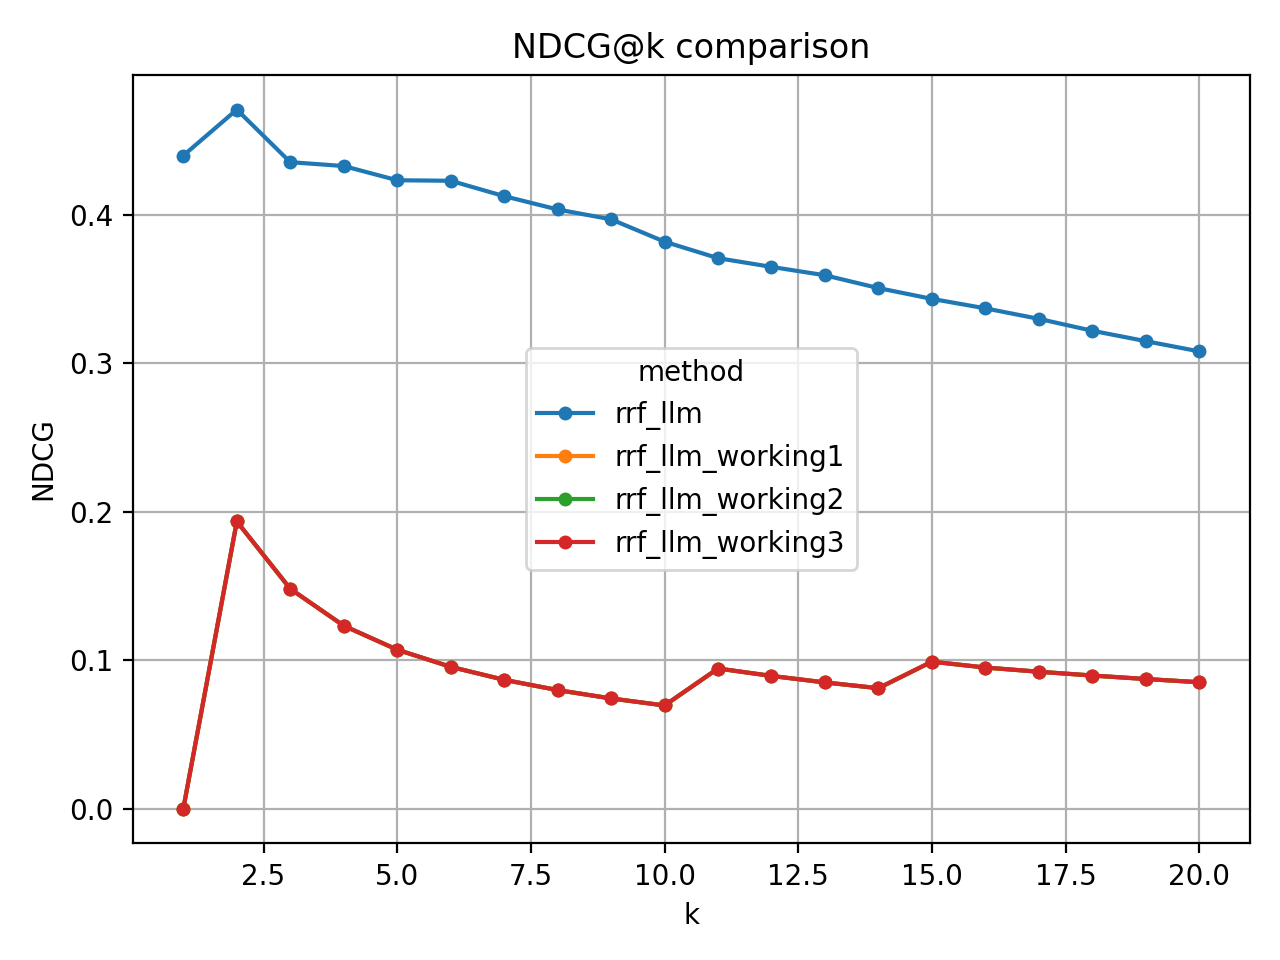 NDCG@k comparison
NDCG
0.4
0.3
0.2
0.1
0.0
method
rrf_llm
rrf_llm_working1
rrf_llm_working2
rrf_llm_working3
2.5 5.0 7.5 10.0 12.5 15.0 17.5 20.0
k